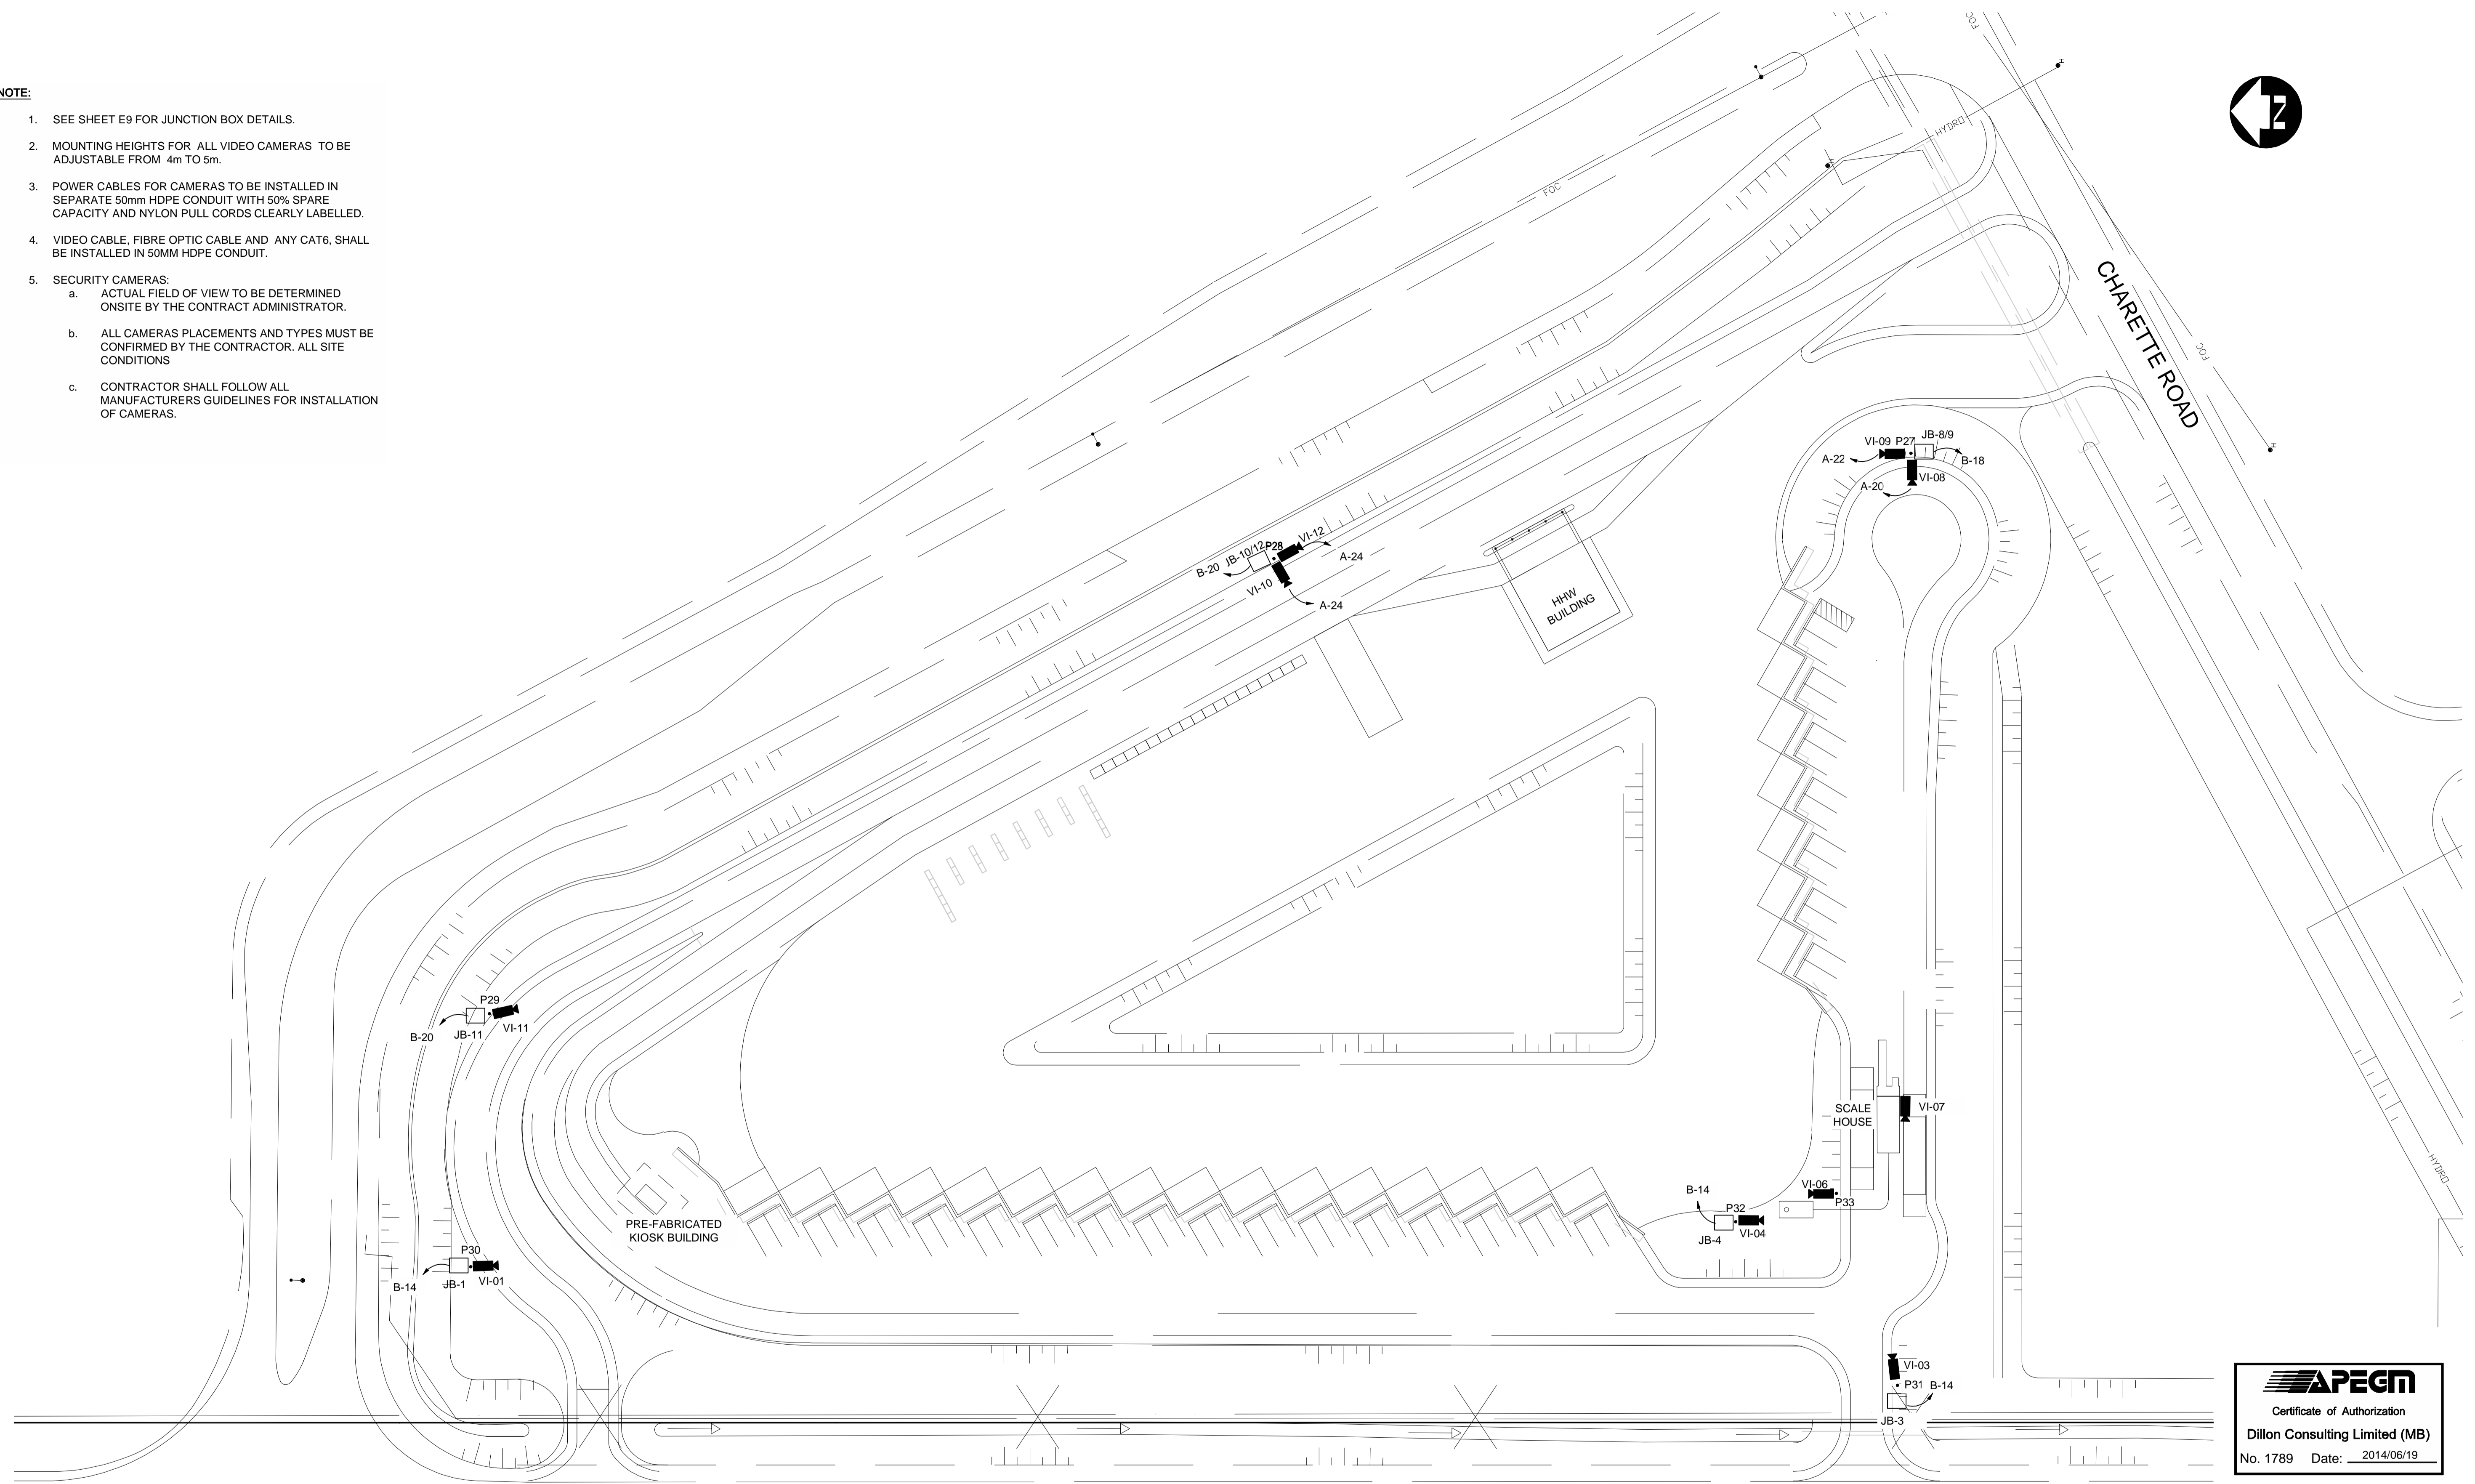 NOTE:
1. SEE SHEET E9 FOR JUNCTION BOX DETAILS.
2. MOUNTING HEIGHTS FOR ALL VIDEO CAMERAS TO BE
ADJUSTABLE FROM 4m TO 5m.
3. POWER CABLES FOR CAMERAS TO BE INSTALLED IN
SEPARATE 50mm HDPE CONDUIT WITH 50% SPARE
CAPACITY AND NYLON PULL CORDS CLEARLY LABELLED.
4. VIDEO CABLE, FIBRE OPTIC CABLE AND ANY CAT6, SHALL
BE INSTALLED IN 50MM HDPE CONDUIT.
5. SECURITY CAMERAS:
a. ACTUAL FIELD OF VIEW TO BE DETERMINED
ONSITE BY THE CONTRACT ADMINISTRATOR.
b. ALL CAMERAS PLACEMENTS AND TYPES MUST BE
CONFIRMED BY THE CONTRACTOR. ALL SITE
CONDITIONS
c. CONTRACTOR SHALL FOLLOW ALL
MANUFACTURERS GUIDELINES FOR INSTALLATION
OF CAMERAS.
FOC
H
N
HYDRO
H
FOC
CHARETTE ROAD
FOC
H
VI-09 P27 JB-8/9
A-22
B-18
VI-08
A-20
B-20 JB-10/12 P28 VI-12
A-24
VI-10
A-24
HHW
BUILDING
P29
VI-11
B-20 JB-11
SCALE
HOUSE
VI-07
HYDRO
B-14
VI-06
P33
P32
JB-4 VI-04
PRE-FABRICATED
KIOSK BUILDING
P30
B-14 JB-1 VI-01
VI-03
P31 B-14
JB-3
APEGM
Certificate of Authorization
Dillon Consulting Limited (MB)
No. 1789 Date: 2014/06/19